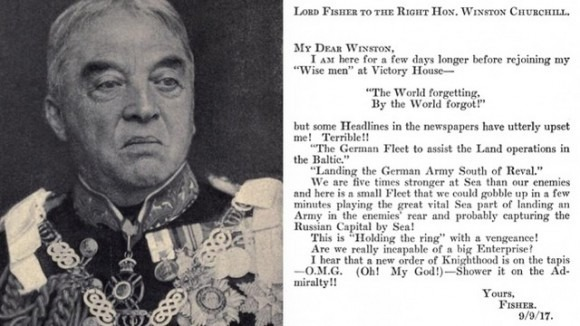 LORD FISHER TO THE RIGHT HON. WINSTON CHURCHILL.
MY DEAR WINSTON,
I AM here for a few days longer before rejoining my
"Wise men" at Victory House—
"The World forgetting,
By the World forgot!"
but some Headlines in the newspapers have utterly upset
me! Terrible!!
"The German Fleet to assist the Land operations in
the Baltic."
"Landing the German Army South of Reval."
We are five times stronger at Sea than our enemies
and here is a small Fleet that we could gobble up in a few
minutes playing the great vital Sea part of landing an
Army in the enemies' rear and probably capturing the
Russian Capital by Sea!
This is "Holding the ring" with a vengeance!
Are we really incapable of a big Enterprise?
I hear that a new order of Knighthood is on the tapis
—O.M.G. (Oh! My God!)—Shower it on the Ad-
miralty!!
Yours,
FISHER.
9/9/17.